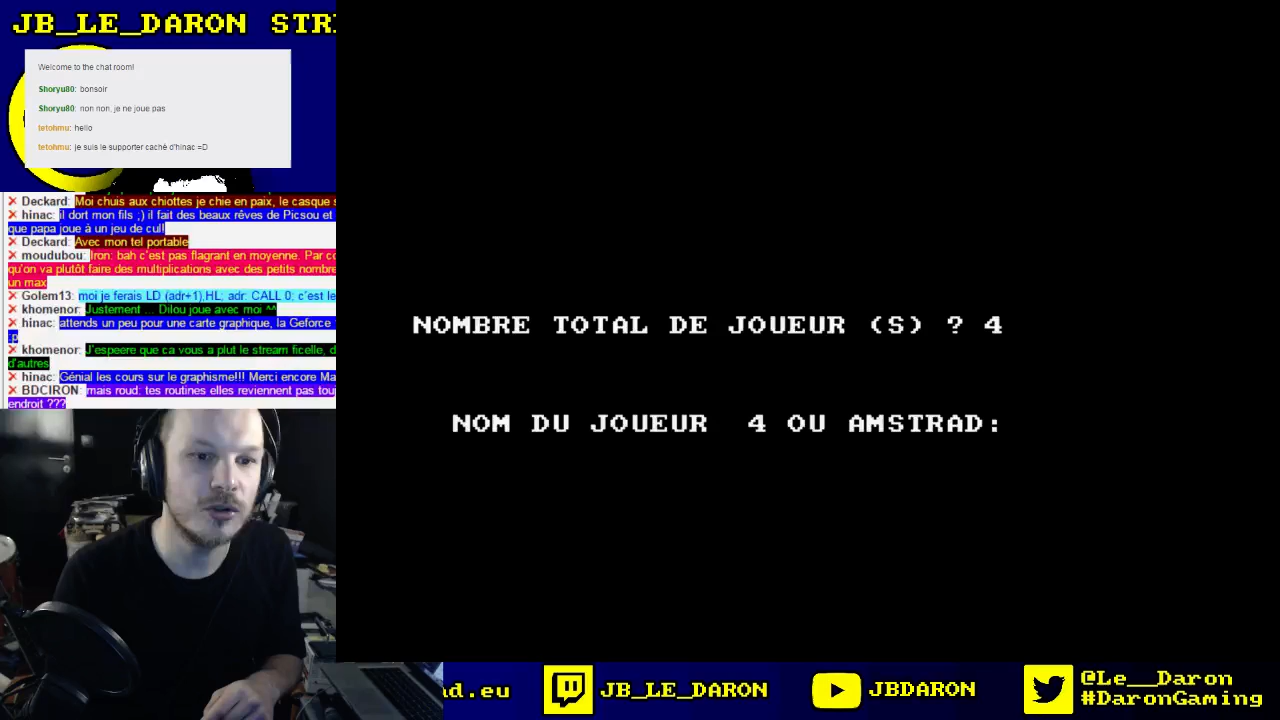 JB_LE_DARON STR
Welcome to the chat room!
Shoryu80: bonsoir
Shoryu80: non non, je ne joue pas
tetohmu: hello
tetohmu: je suis le supporter caché d'hinac =D
Deckard: Moi chuis aux chiottes je chie en paix, le casque s
hinac: il dort mon fils ;) il fait des beaux rêves de Picsou et
que papa joue à un jeu de cul!
Deckard: Avec mon tel portable
moudubou: Iron: bah c'est pas flagrant en moyenne. Par co
qu'on va plutôt faire des multiplications avec des petits nombre
un max
Golem13: moi je ferais LD (adr+1),HL; adr: CALL 0; c'est le
khomenor: Justement ... Dilou joue avec moi ^^
hinac: attends un peu pour une carte graphique, la Geforce
;p
khomenor: J'espeere que ca vous a plut le stream ficelle, d
d'autres
hinac: Génial les cours sur le graphisme!!! Merci encore Ma
BDCIRON: mais roud: tes routines elles reviennent pas tou
endroit ???
NOMBRE TOTAL DE JOUEUR (S) ? 4
NOM DU JOUEUR 4 OU AMSTRAD:
ad.eu
JB_LE_DARON
JBDARON
@Le__Daron
#DaronGaming